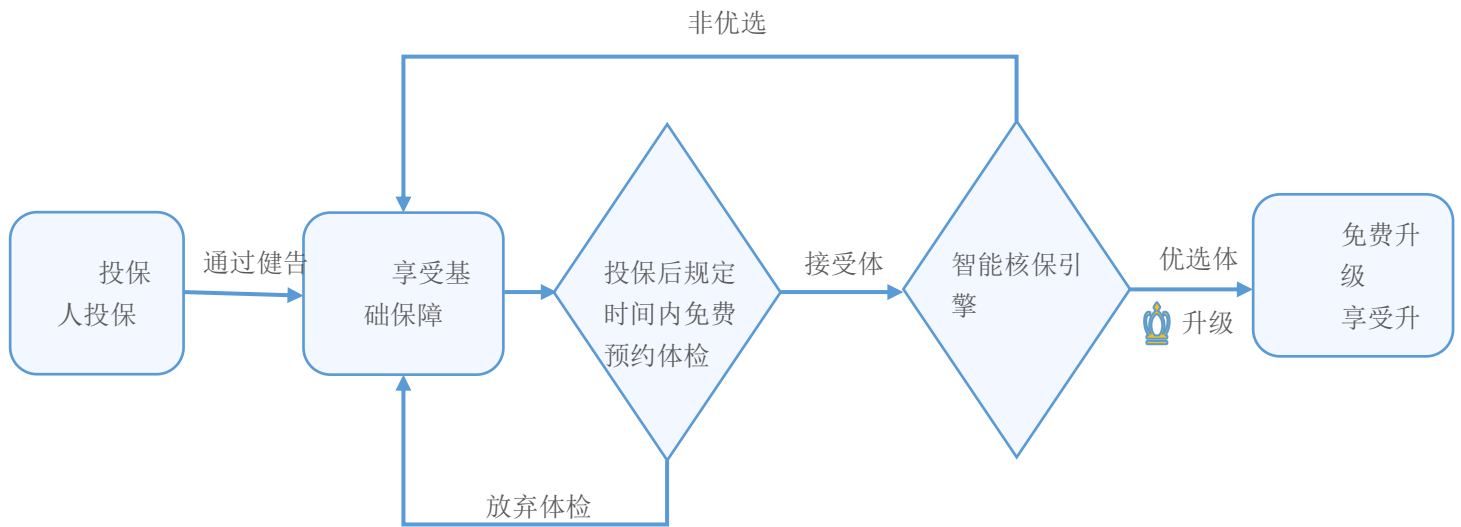 非优选
投保
人投保
通过健告
享受基
础保障
投保后规定
时间内免费
预约体检
接受体
智能核保引
擎
优选体
升级
免费升
级
享受升
放弃体检